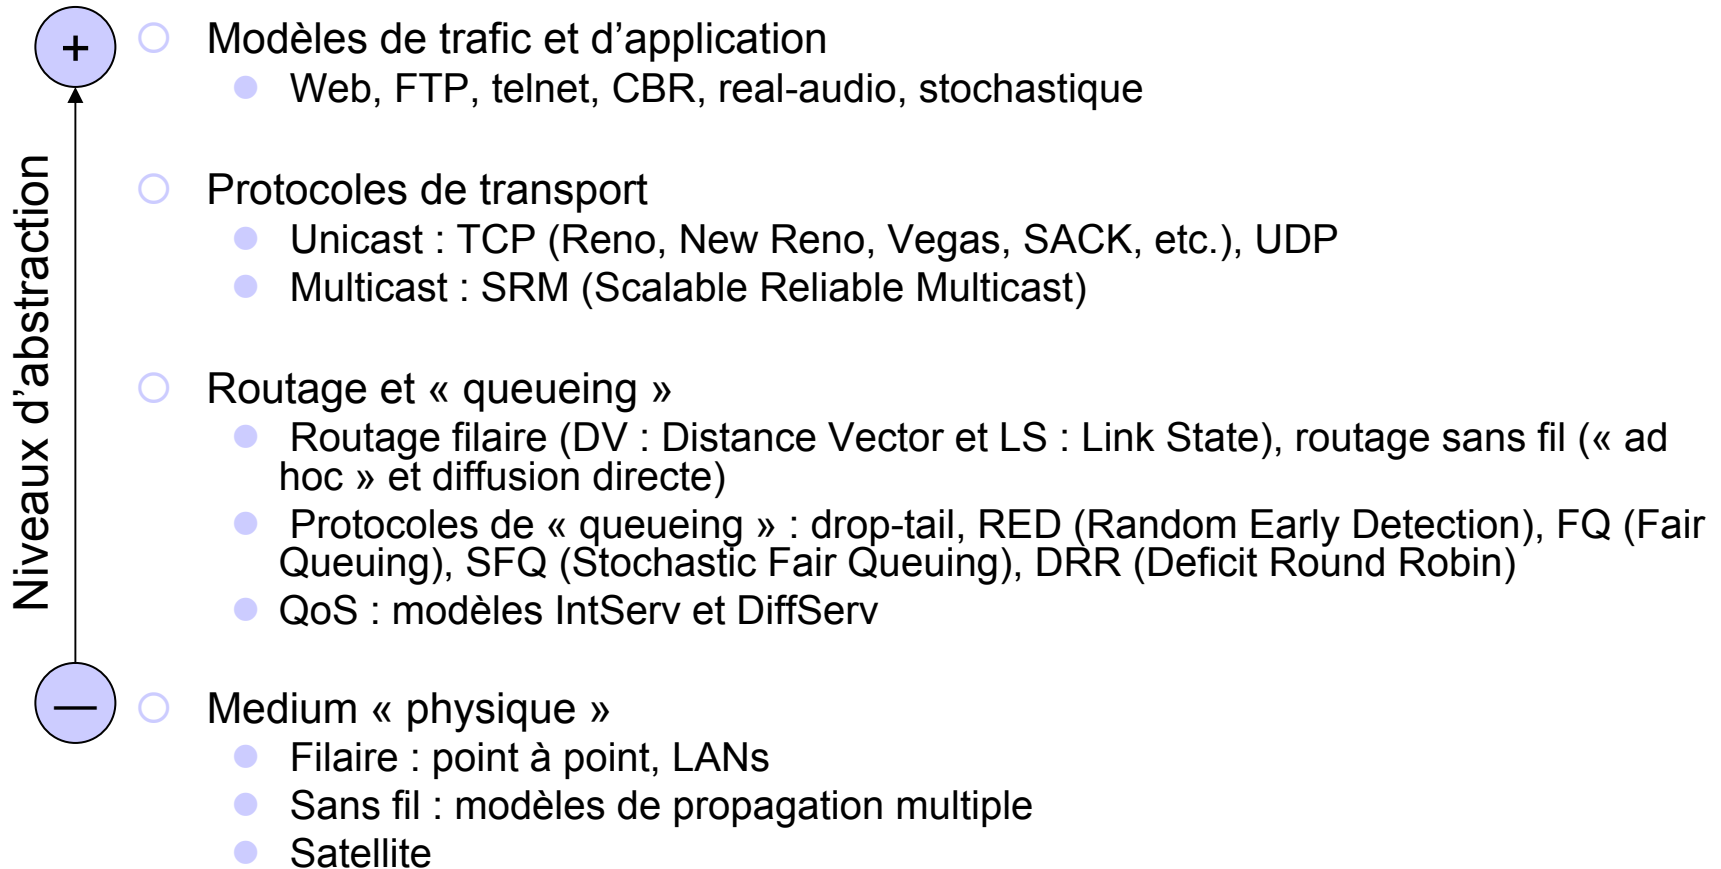 +
Modèles de trafic et d’application
Web, FTP, telnet, CBR, real-audio, stochastique
Protocoles de transport
Unicast : TCP (Reno, New Reno, Vegas, SACK, etc.), UDP
Multicast : SRM (Scalable Reliable Multicast)
Niveaux d’abstraction
Routage et « queueing »
Routage filaire (DV : Distance Vector et LS : Link State), routage sans fil (« ad
hoc » et diffusion directe)
Protocoles de « queueing » : drop-tail, RED (Random Early Detection), FQ (Fair
Queuing), SFQ (Stochastic Fair Queuing), DRR (Deficit Round Robin)
QoS : modèles IntServ et DiffServ
—
Medium « physique »
Filaire : point à point, LANs
Sans fil : modèles de propagation multiple
Satellite